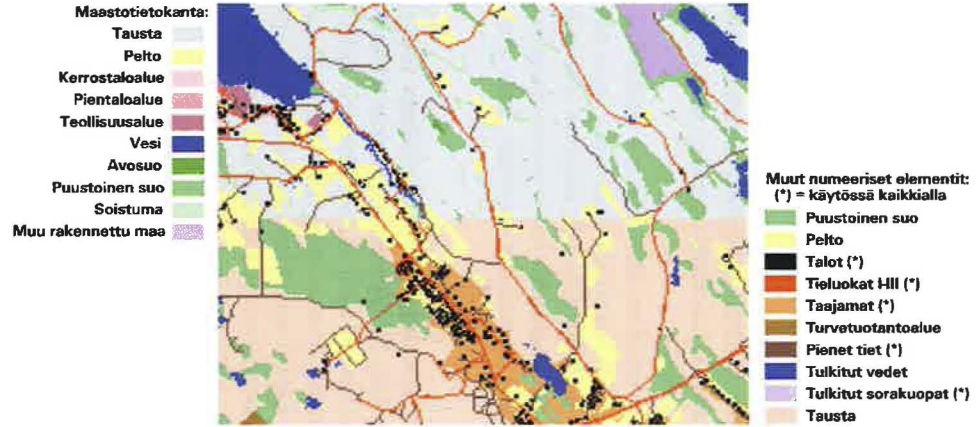 Maastotietokanta:
Tausta
Pelto
Kerrostaloalue
Pientaloalue
Teollisuusalue
Vesi
Avosuo
Puustoinen suo
Soistuma
Muu rakennettu maa
Muut numeeriset elementit:
(*) = käytössä kaikkialla
Puustoinen suo
Pelto
Talot (*)
Tieluokat I-III (*)
Taajamat (*)
Turvetuotantoalue
Pienet tiet (*)
Tulkitut vedet
Tulkitut sorakuopat (*)
Tausta